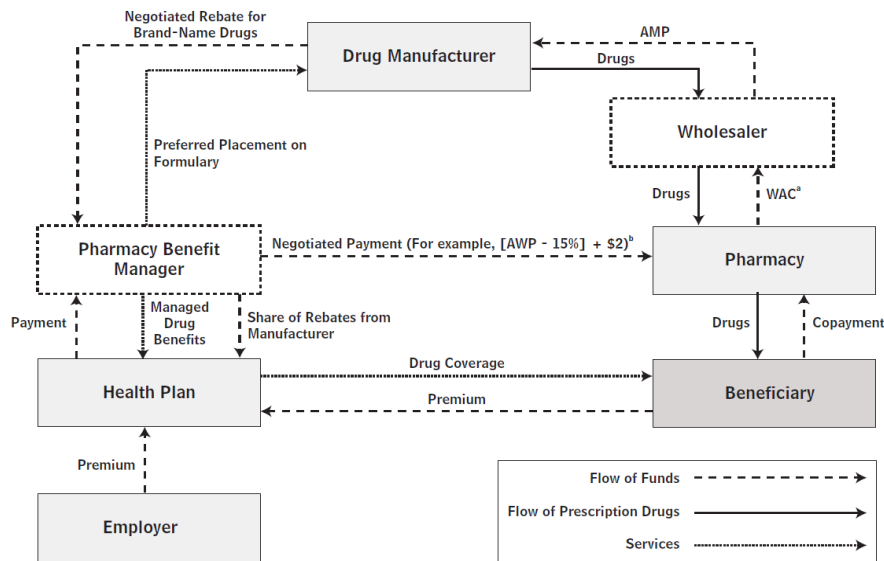 Negotiated Rebate for
Brand-Name Drugs
Drug Manufacturer
AMP
Drugs
Wholesaler
Preferred Placement on
Formulary
Drugs
WACᵃ
Pharmacy Benefit
Manager
Negotiated Payment (For example, [AWP - 15%] + $2)ᵇ
Pharmacy
Payment
Managed
Drug
Benefits
Share of Rebates from
Manufacturer
Drugs
Copayment
Health Plan
Drug Coverage
Premium
Beneficiary
Premium
Employer
Flow of Funds
Flow of Prescription Drugs
Services